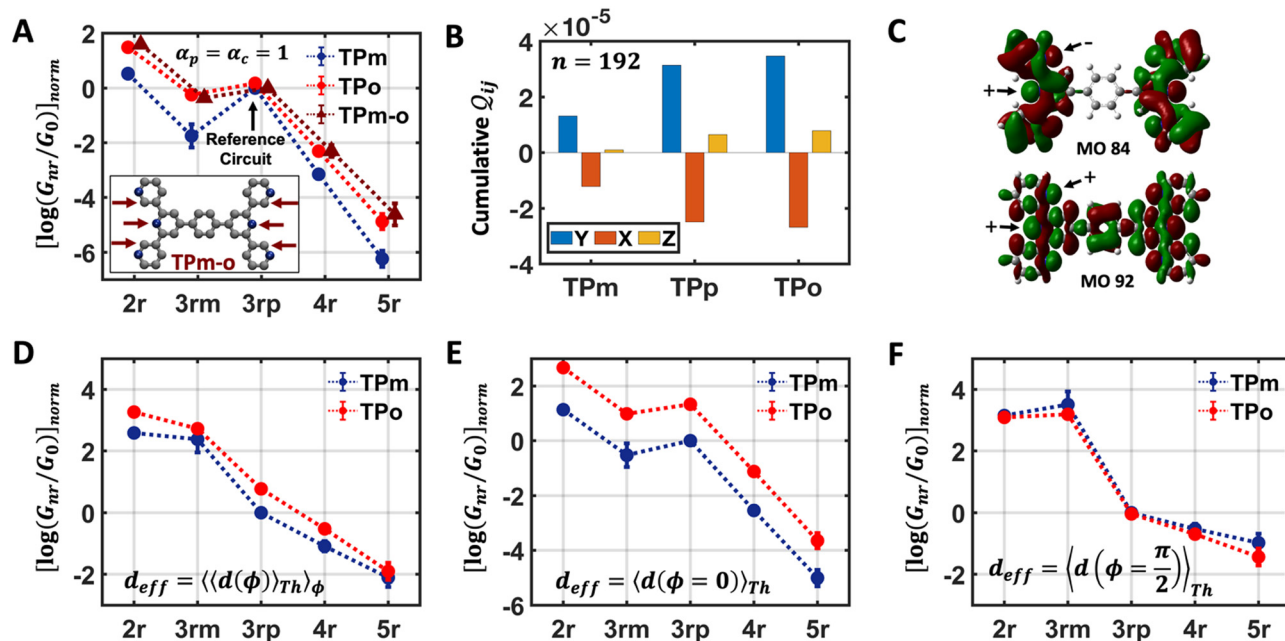 A
[log(G_nr/G_0)]_norm
2
0
-2
-4
-6
α_p = α_c = 1
TPm
TPo
TPm-o
Reference
Circuit
TPm-o
2r 3rm 3rp 4r 5r
B
×10^-5
Cumulative 𝒬_ij
4
2
0
-2
-4
n = 192
Y X Z
TPm TPp TPo
C
-
+
MO 84
+
+
MO 92
D
[log(G_nr/G_0)]_norm
4
2
0
-2
TPm
TPo
d_eff = ⟨⟨d(ϕ)⟩_Th⟩_ϕ
2r 3rm 3rp 4r 5r
E
[log(G_nr/G_0)]_norm
2
0
-2
-4
-6
TPm
TPo
d_eff = ⟨d(ϕ = 0)⟩_Th
2r 3rm 3rp 4r 5r
F
[log(G_nr/G_0)]_norm
4
2
0
-2
TPm
TPo
d_eff = ⟨d(ϕ = π/2)⟩_Th
2r 3rm 3rp 4r 5r